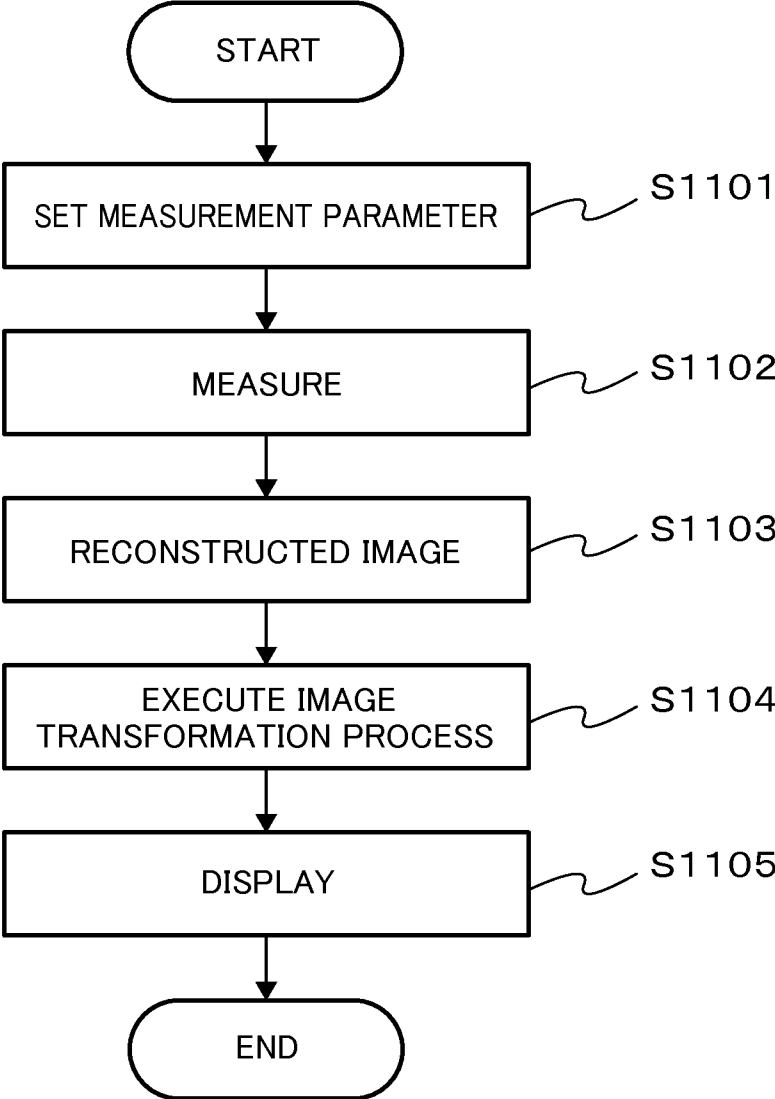 START
SET MEASUREMENT PARAMETER
S1101
MEASURE
S1102
RECONSTRUCTED IMAGE
S1103
EXECUTE IMAGE
TRANSFORMATION PROCESS
S1104
DISPLAY
S1105
END